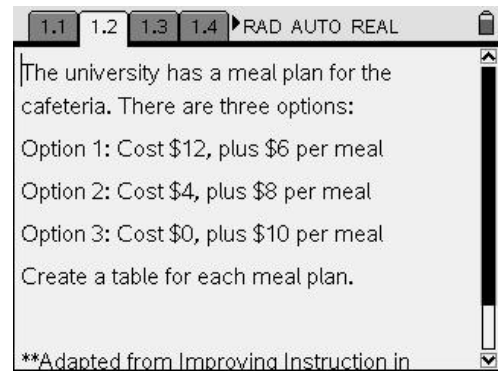 1.1 1.2 1.3 1.4 RAD AUTO REAL
The university has a meal plan for the
cafeteria. There are three options:
Option 1: Cost $12, plus $6 per meal
Option 2: Cost $4, plus $8 per meal
Option 3: Cost $0, plus $10 per meal
Create a table for each meal plan.
**Adapted from Improving Instruction in